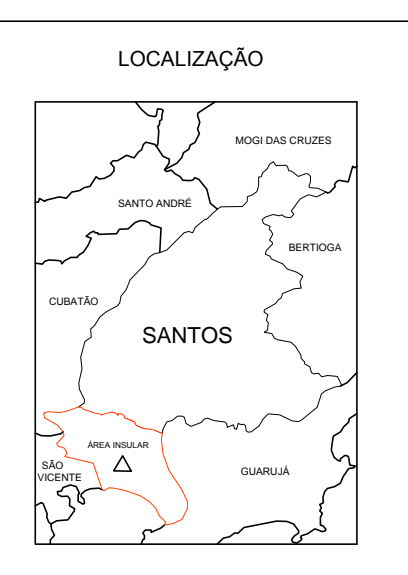 LOCALIZAÇÃO
MOGI DAS CRUZES
SANTO ANDRÉ
BERTIOGA
CUBATÃO
SANTOS
ÁREA INSULAR
SÃO
VICENTE
GUARUJÁ